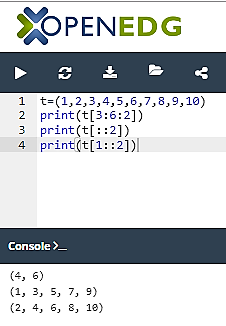 OPENEDG
1 t=(1,2,3,4,5,6,7,8,9,10)
2 print(t[3:6:2])
3 print(t[::2])
4 print(t[1::2])
Console >_
(4, 6)
(1, 3, 5, 7, 9)
(2, 4, 6, 8, 10)